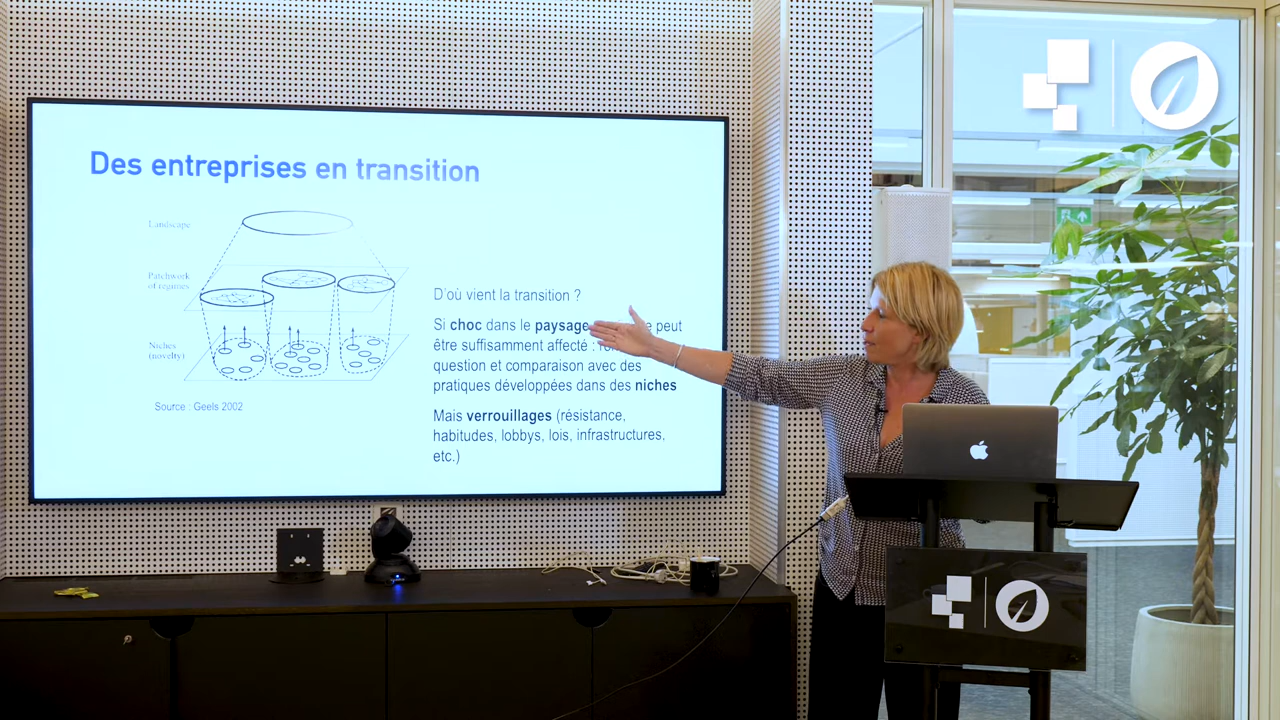 Des entreprises en transition
Landscape
Patchwork
of regimes
Niches
(novelty)
Source : Geels 2002
D'où vient la transition ?
Si choc dans le paysage peut
être suffisamment affecté :
question et comparaison avec des
pratiques développées dans des niches
Mais verrouillages (résistance,
habitudes, lobbys, lois, infrastructures,
etc.)